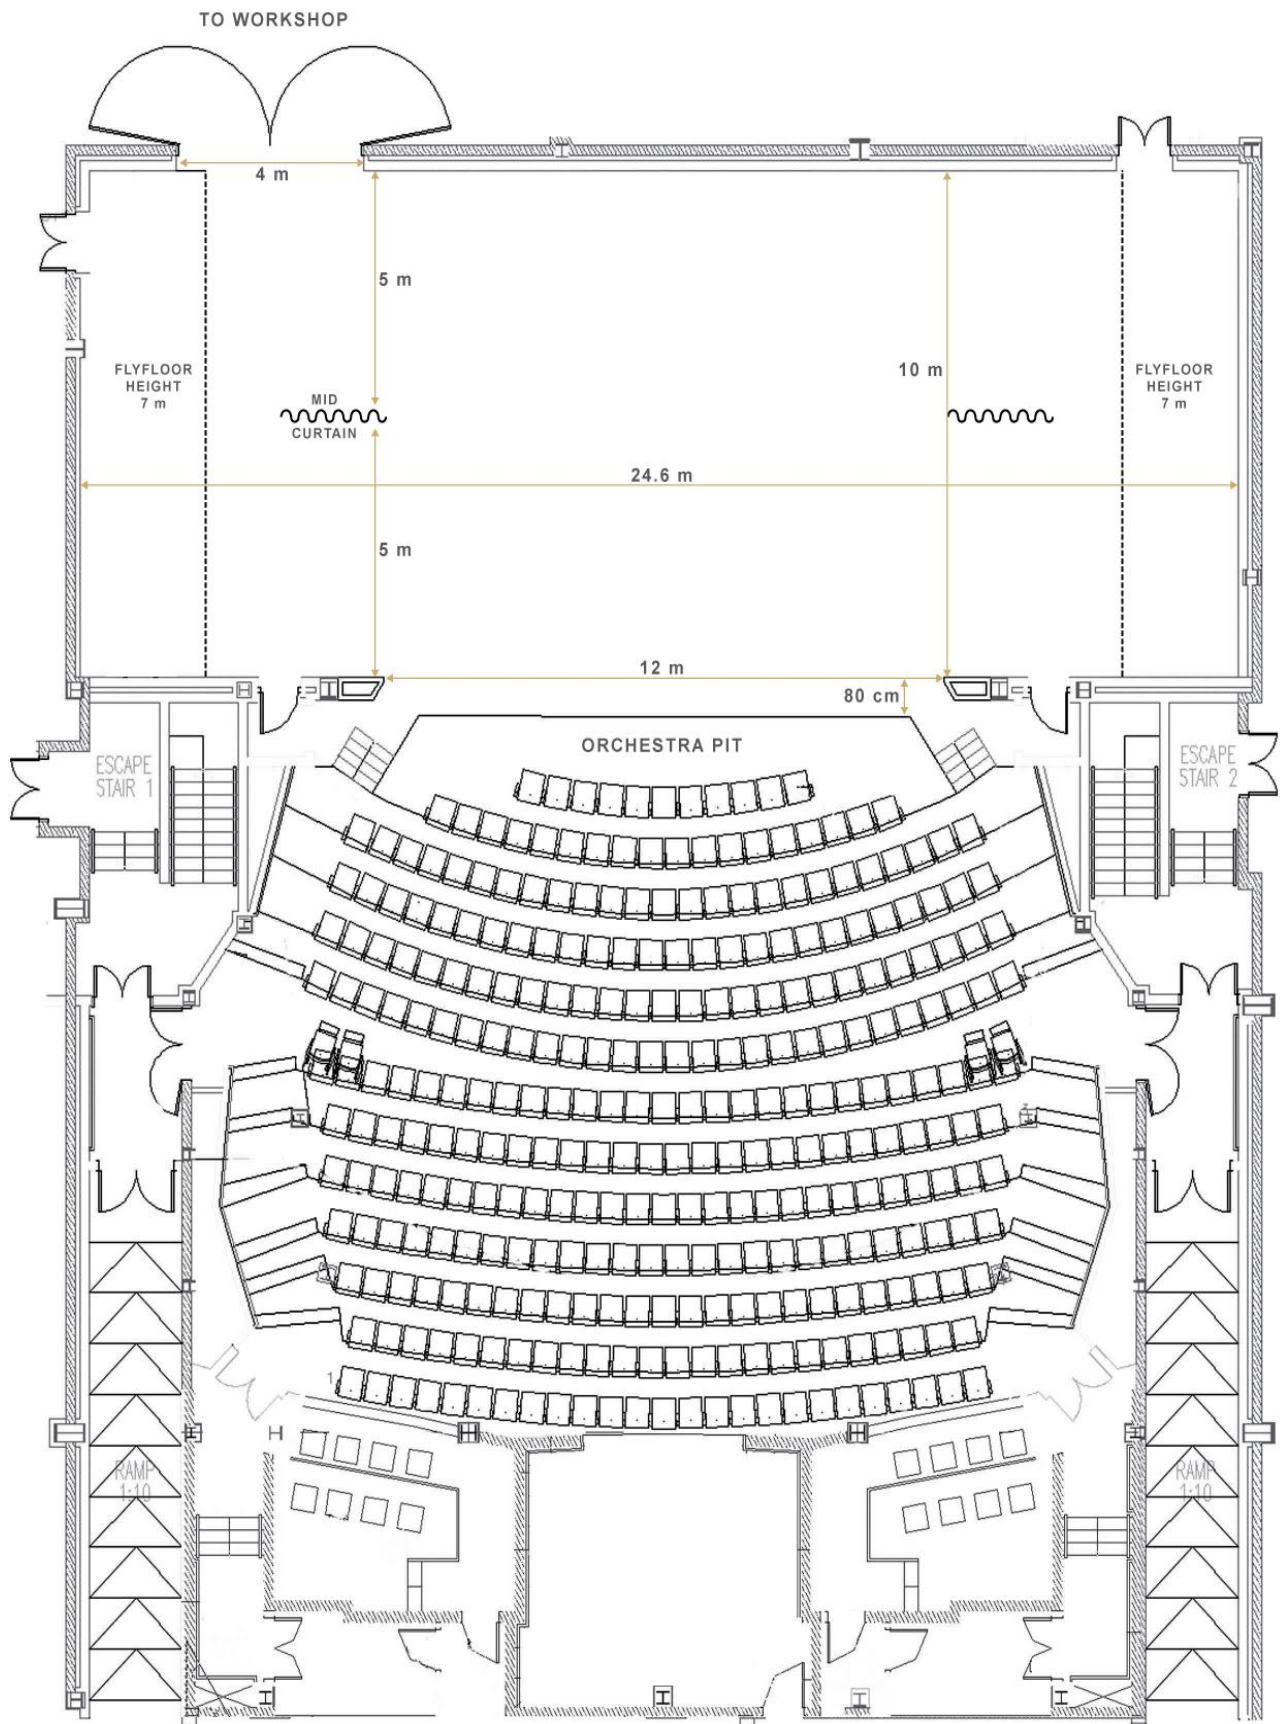 TO WORKSHOP
4 m
5 m
FLYFLOOR
HEIGHT
7 m
10 m
FLYFLOOR
HEIGHT
7 m
MID
CURTAIN
24.6 m
5 m
12 m
80 cm
ORCHESTRA PIT
ESCAPE
STAIR 1
ESCAPE
STAIR 2
1
RAMP
1:10
RAMP
1:10